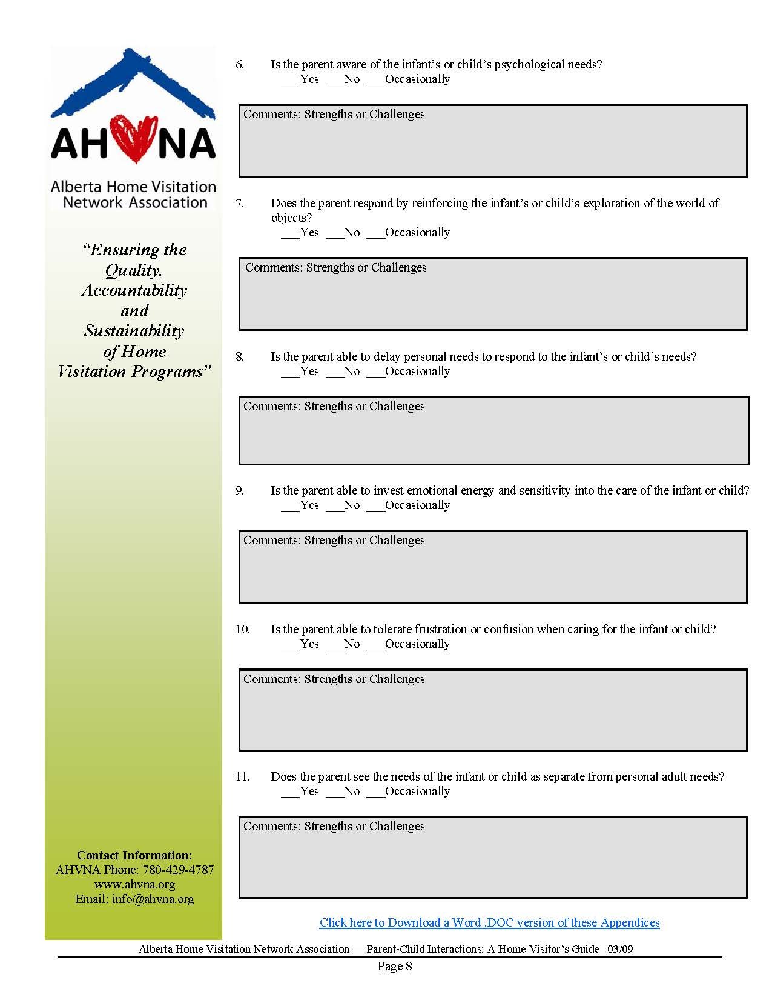 AHVNA
Alberta Home Visitation
Network Association
“Ensuring the
Quality,
Accountability
and
Sustainability
of Home
Visitation Programs”
Contact Information:
AHVNA Phone: 780-429-4787
www.ahvna.org
Email: info@ahvna.org
6. Is the parent aware of the infant’s or child’s psychological needs?
___Yes ___No ___Occasionally
Comments: Strengths or Challenges
7. Does the parent respond by reinforcing the infant’s or child’s exploration of the world of
objects?
___Yes ___No ___Occasionally
Comments: Strengths or Challenges
8. Is the parent able to delay personal needs to respond to the infant’s or child’s needs?
___Yes ___No ___Occasionally
Comments: Strengths or Challenges
9. Is the parent able to invest emotional energy and sensitivity into the care of the infant or child?
___Yes ___No ___Occasionally
Comments: Strengths or Challenges
10. Is the parent able to tolerate frustration or confusion when caring for the infant or child?
___Yes ___No ___Occasionally
Comments: Strengths or Challenges
11. Does the parent see the needs of the infant or child as separate from personal adult needs?
___Yes ___No ___Occasionally
Comments: Strengths or Challenges
Click here to Download a Word .DOC version of these Appendices
Alberta Home Visitation Network Association — Parent-Child Interactions: A Home Visitor’s Guide 03/09
Page 8